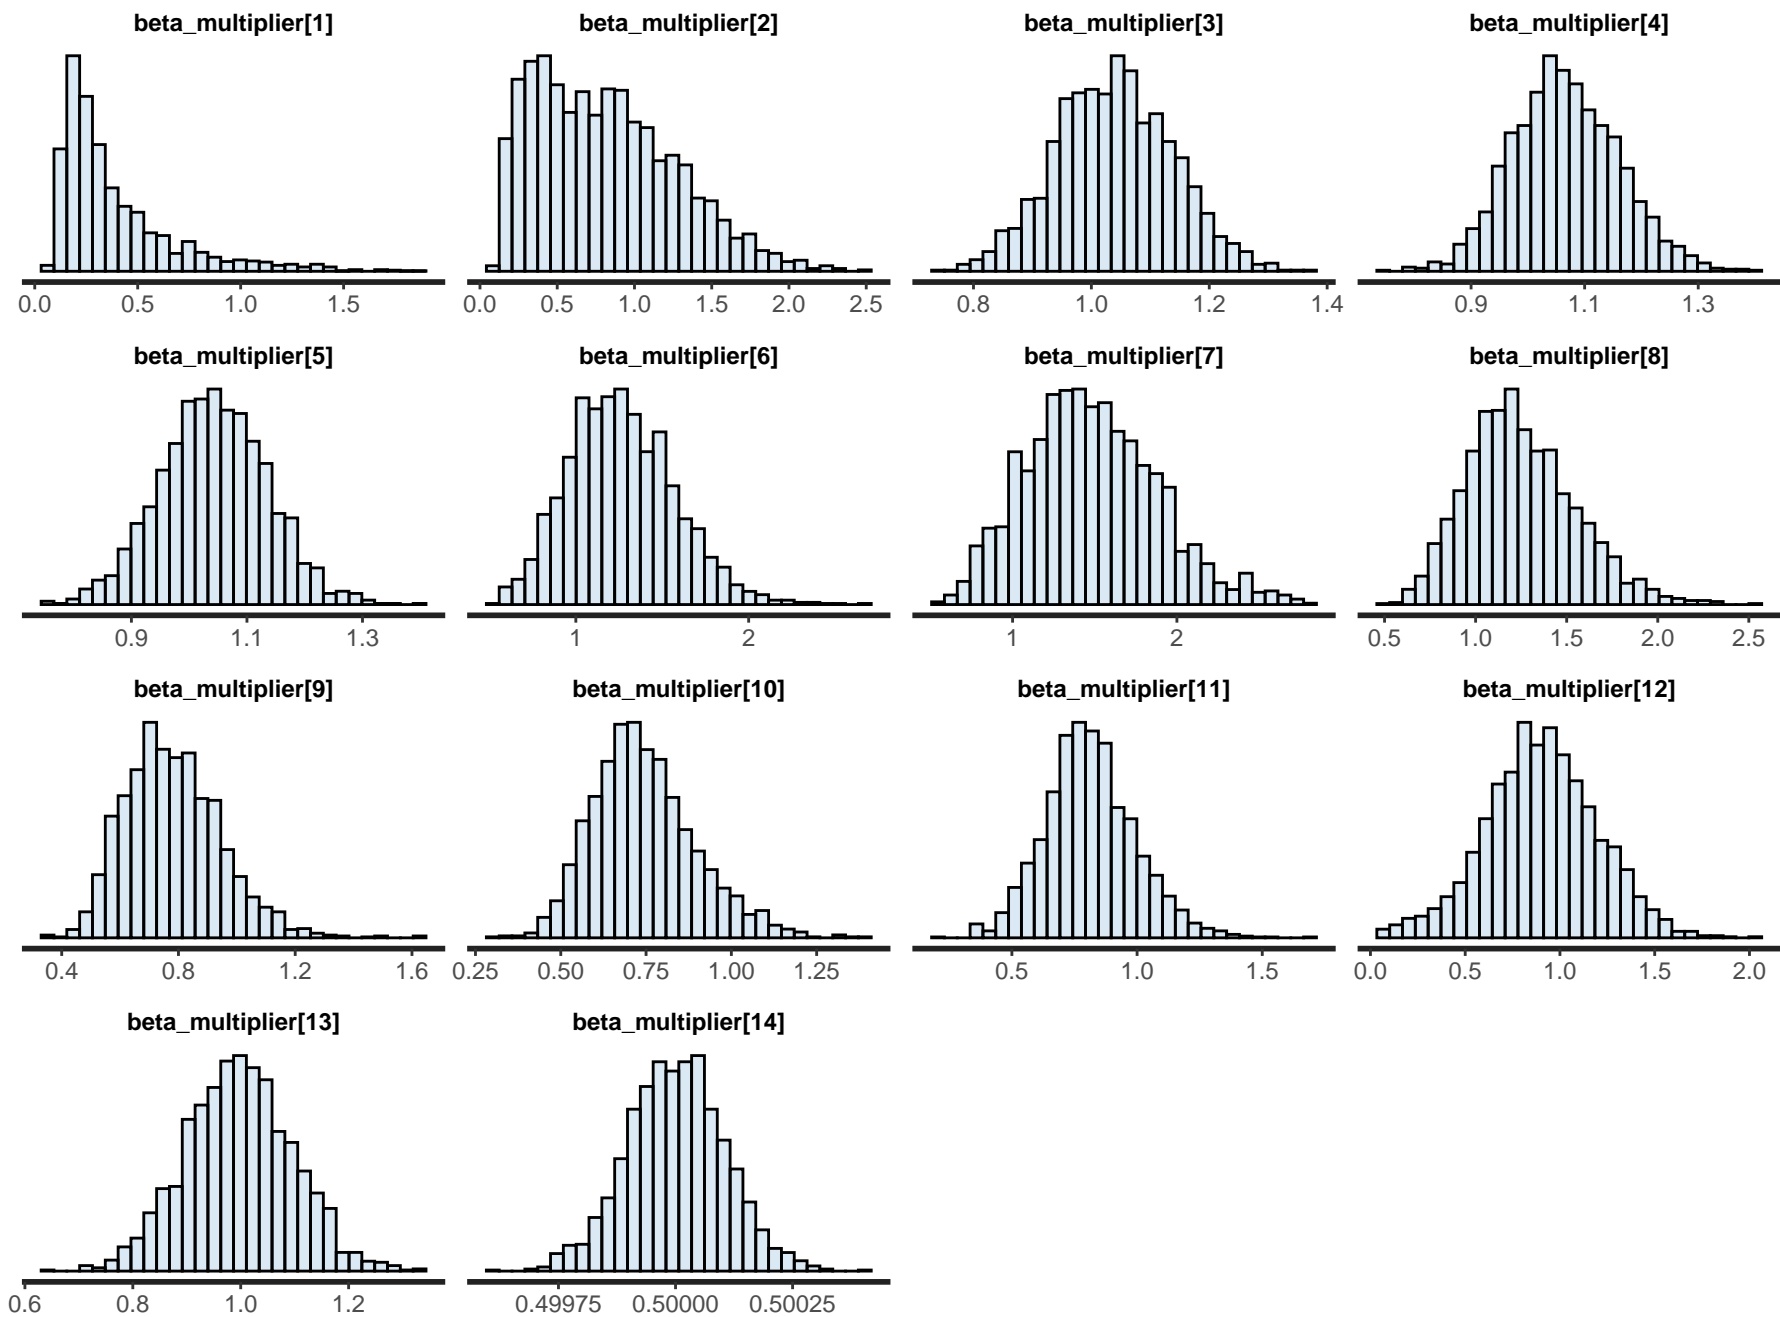 beta_multiplier[1] beta_multiplier[2] beta_multiplier[3] beta_multiplier[4]
0.0 0.5 1.0 1.5 0.0 0.5 1.0 1.5 2.0 2.5 0.8 1.0 1.2 1.4 0.9 1.1 1.3
beta_multiplier[5] beta_multiplier[6] beta_multiplier[7] beta_multiplier[8]
0.9 1.1 1.3 1 2 1 2 0.5 1.0 1.5 2.0 2.5
beta_multiplier[9] beta_multiplier[10] beta_multiplier[11] beta_multiplier[12]
0.4 0.8 1.2 1.6 0.25 0.50 0.75 1.00 1.25 0.5 1.0 1.5 0.0 0.5 1.0 1.5 2.0
beta_multiplier[13] beta_multiplier[14]
0.6 0.8 1.0 1.2 0.49975 0.50000 0.50025